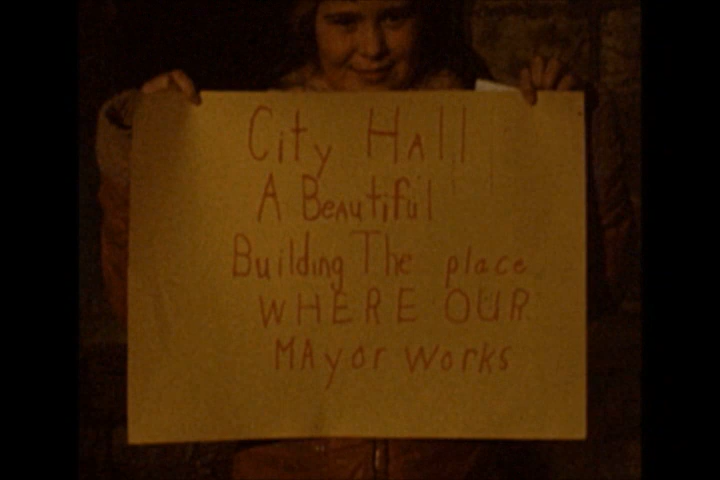 City HAll
A BeAutiful
Building The place
WHERE OUR
MAyor Works